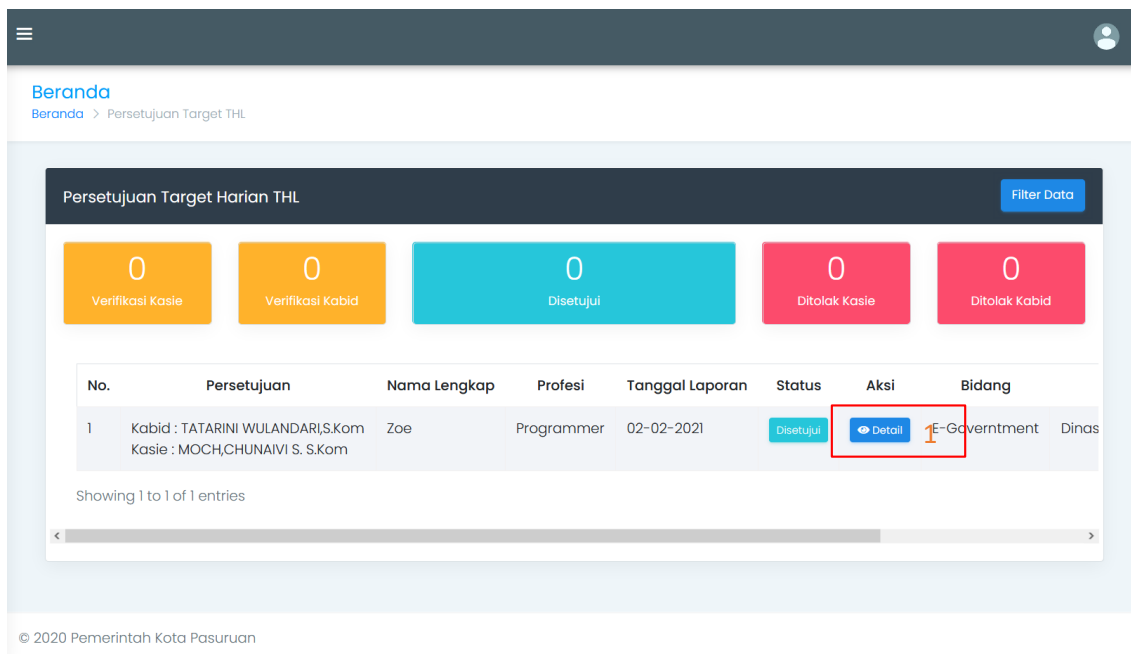 Beranda
Beranda > Persetujuan Target THL
Persetujuan Target Harian THL
Filter Data
0
Verifikasi Kasie
0
Verifikasi Kabid
0
Disetujui
0
Ditolak Kasie
0
Ditolak Kabid
No. Persetujuan Nama Lengkap Profesi Tanggal Laporan Status Aksi Bidang
1 Kabid : TATARINI WULANDARI,S.Kom Zoe Programmer 02-02-2021 Disetujui Detail 1 E-Governtment Dinas
Kasie : MOCH,CHUNAIVI S. S.Kom
Showing 1 to 1 of 1 entries
© 2020 Pemerintah Kota Pasuruan